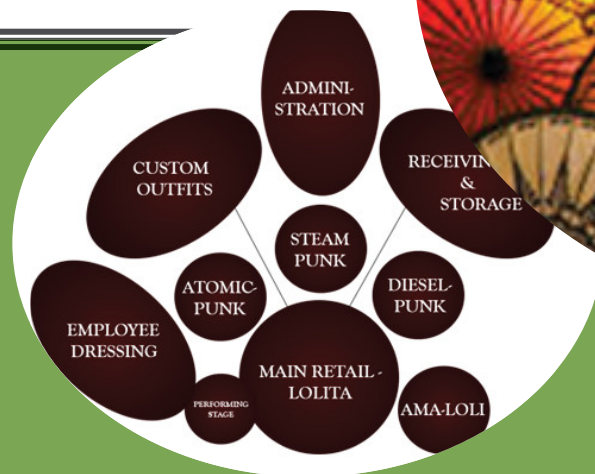 ADMINI-
STRATION
CUSTOM
OUTFITS
&
STORAGE
STEAM
PUNK
ATOMIC-
PUNK
DIESEL-
PUNK
EMPLOYEE
DRESSING
MAIN RETAIL -
LOLITA
PERFORMING
STAGE
AMA-LOLI